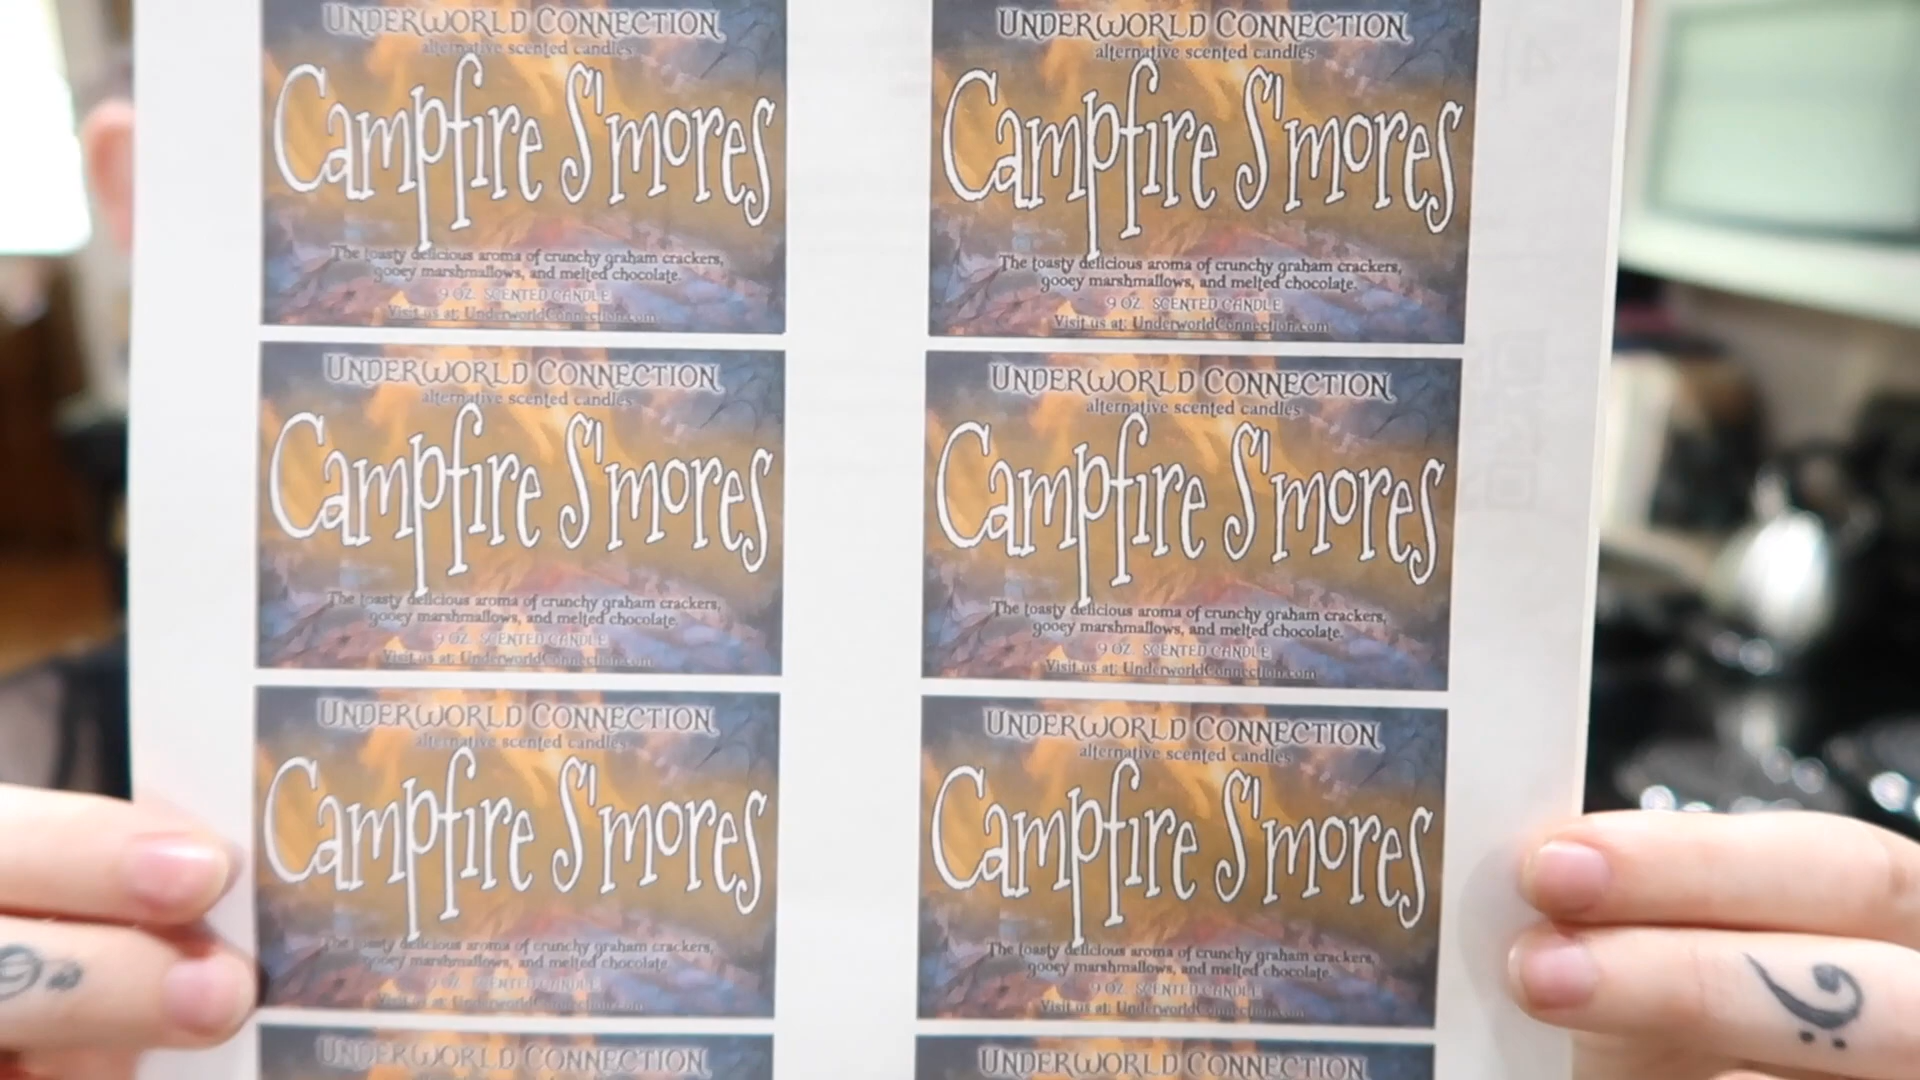 UNDERWORLD CONNECTION
alternative scented candles
Campfire S'mores
The toasty delicious aroma of crunchy graham crackers,
gooey marshmallows, and melted chocolate.
9 OZ. SCENTED CANDLE
Visit us at: UnderworldConnection.com
UNDERWORLD CONNECTION
alternative scented candles
Campfire S'mores
The toasty delicious aroma of crunchy graham crackers,
gooey marshmallows, and melted chocolate.
9 OZ. SCENTED CANDLE
Visit us at: UnderworldConnection.com
UNDERWORLD CONNECTION
alternative scented candles
Campfire S'mores
The toasty delicious aroma of crunchy graham crackers,
gooey marshmallows, and melted chocolate.
9 OZ. SCENTED CANDLE
Visit us at: UnderworldConnection.com
UNDERWORLD CONNECTION
alternative scented candles
Campfire S'mores
The toasty delicious aroma of crunchy graham crackers,
gooey marshmallows, and melted chocolate.
9 OZ. SCENTED CANDLE
Visit us at: UnderworldConnection.com
UNDERWORLD CONNECTION
alternative scented candles
Campfire S'mores
The toasty delicious aroma of crunchy graham crackers,
gooey marshmallows, and melted chocolate.
9 OZ. SCENTED CANDLE
Visit us at: UnderworldConnection.com
UNDERWORLD CONNECTION
alternative scented candles
Campfire S'mores
The toasty delicious aroma of crunchy graham crackers,
gooey marshmallows, and melted chocolate.
9 OZ. SCENTED CANDLE
Visit us at: UnderworldConnection.com
UNDERWORLD CONNECTION
UNDERWORLD CONNECTION